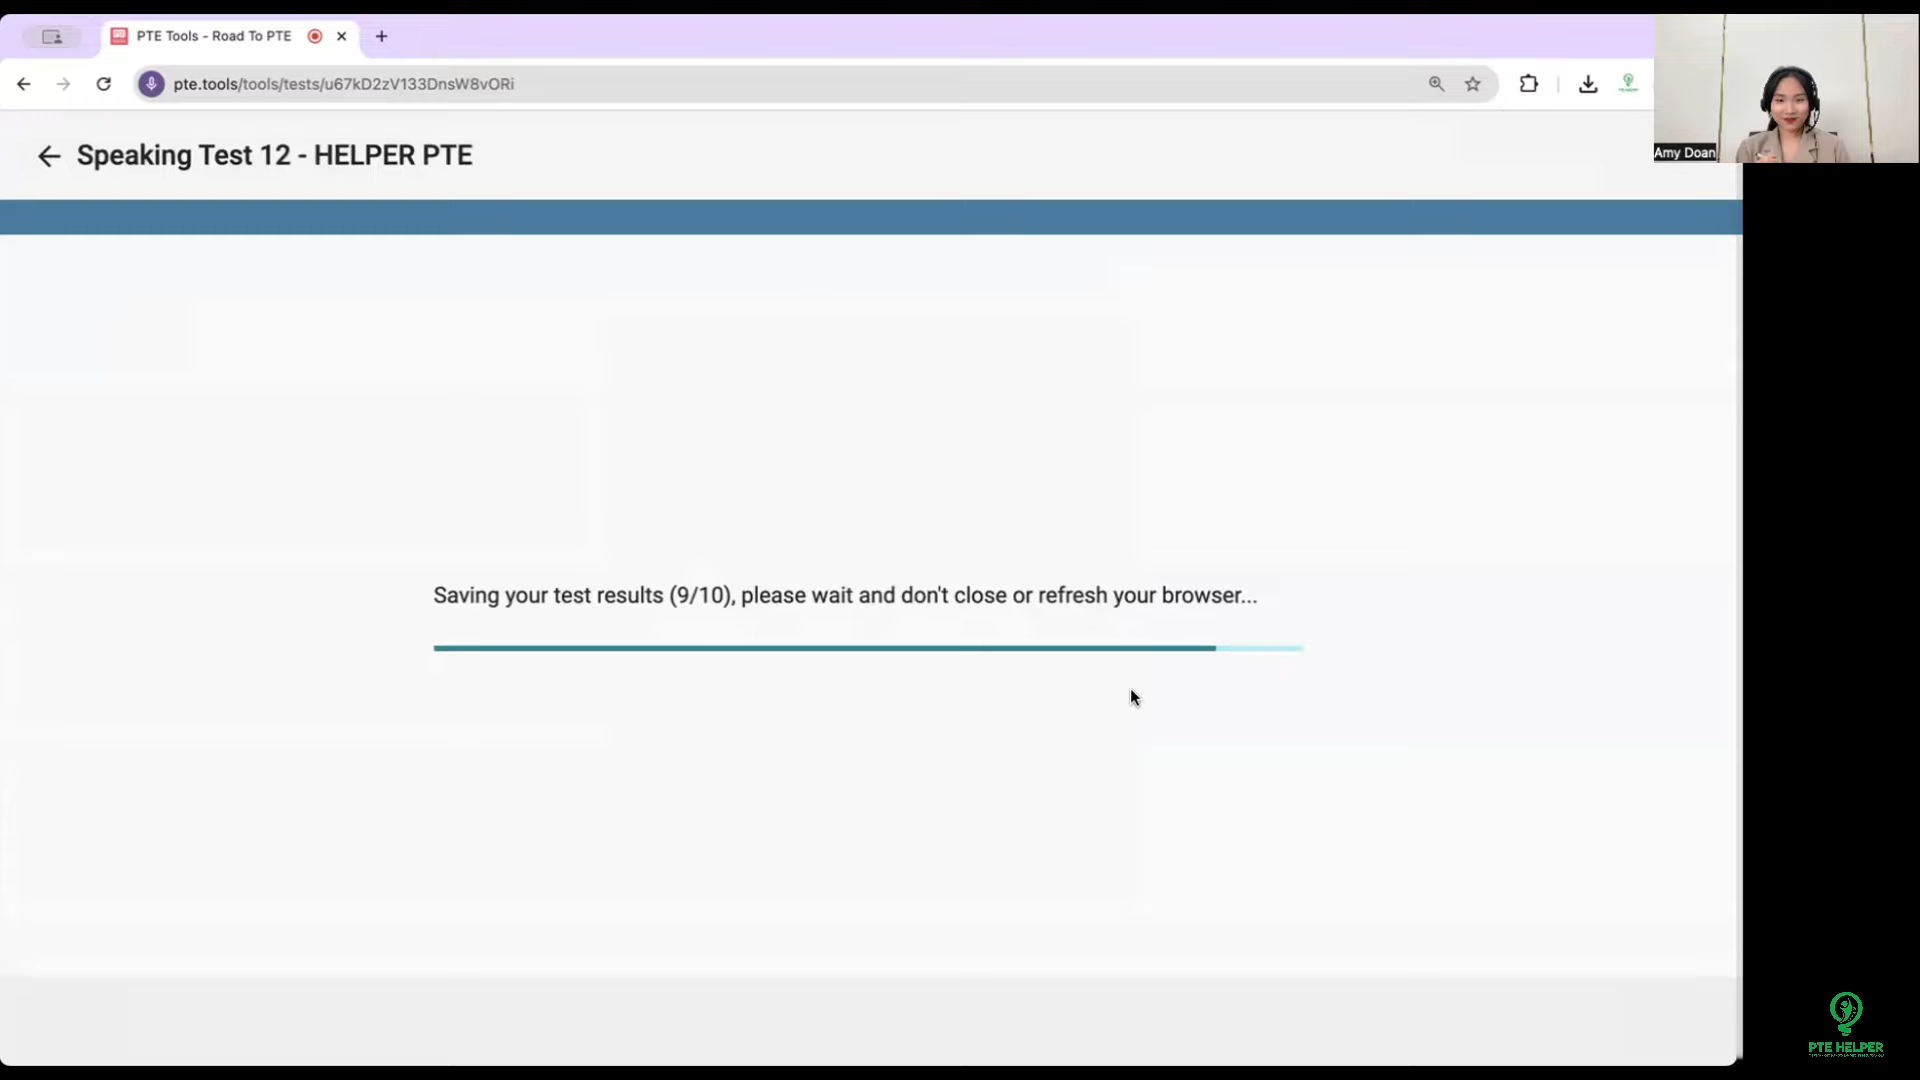 PTE Tools - Road To PTE
pte.tools/tools/tests/u67kD2zV133DnsW8vORi
Amy Doan
Speaking Test 12 - HELPER PTE
Saving your test results (9/10), please wait and don't close or refresh your browser...
PTE HELPER